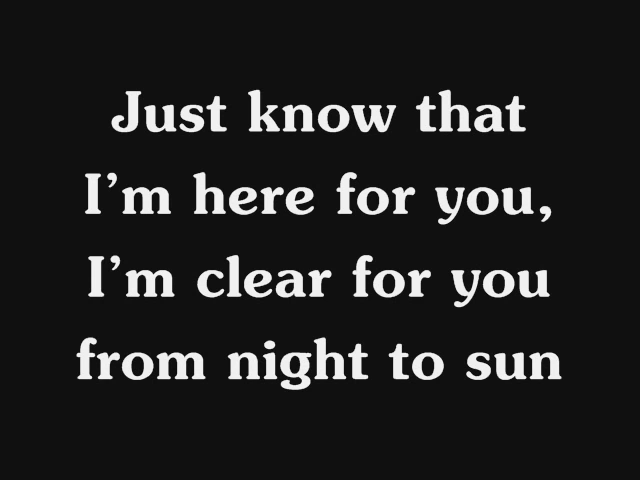 Just know that
I’m here for you,
I’m clear for you
from night to sun